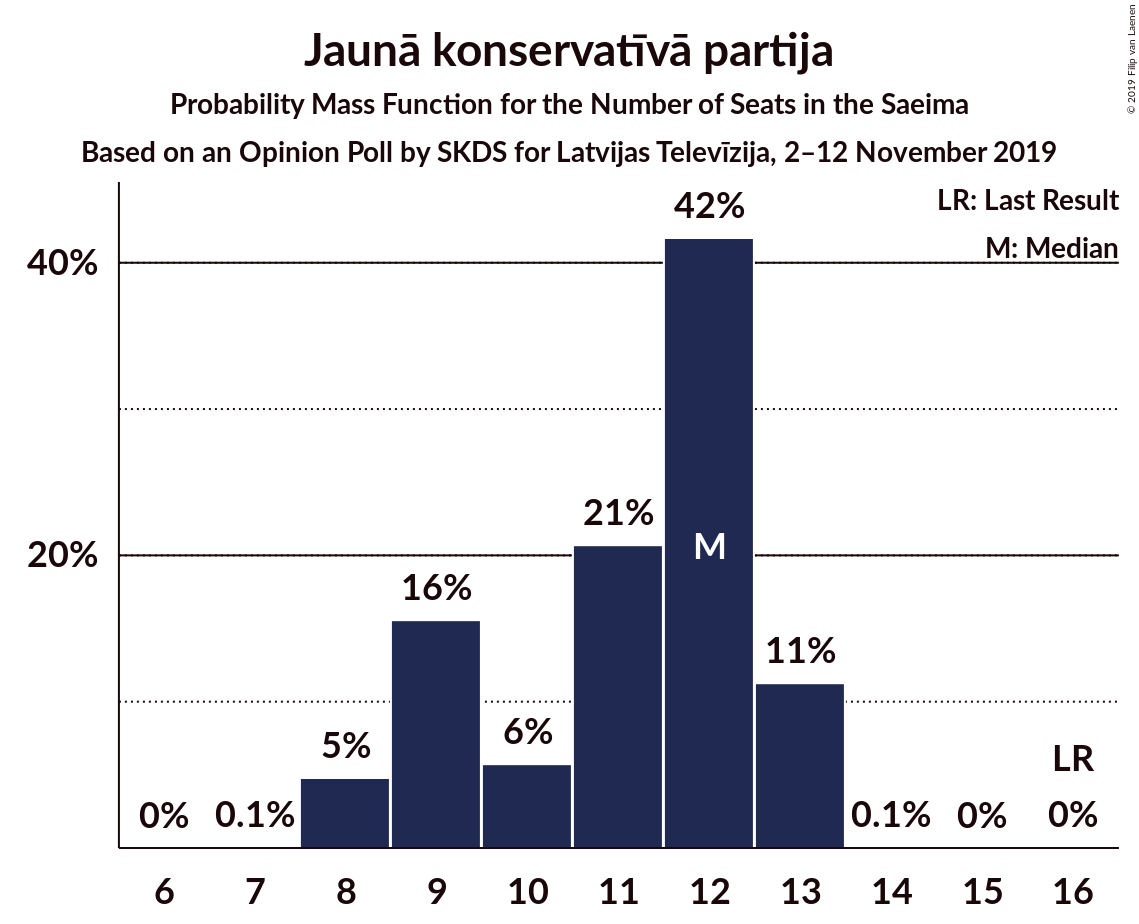 Jaunā konservatīvā partija
Probability Mass Function for the Number of Seats in the Saeima
Based on an Opinion Poll by SKDS for Latvijas Televīzija, 2–12 November 2019
© 2019 Filip van Laenen
LR: Last Result
M: Median
40%
20%
0%
0.1%
5%
16%
6%
21%
42%
M
11%
0.1%
0%
LR
0%
6 7 8 9 10 11 12 13 14 15 16